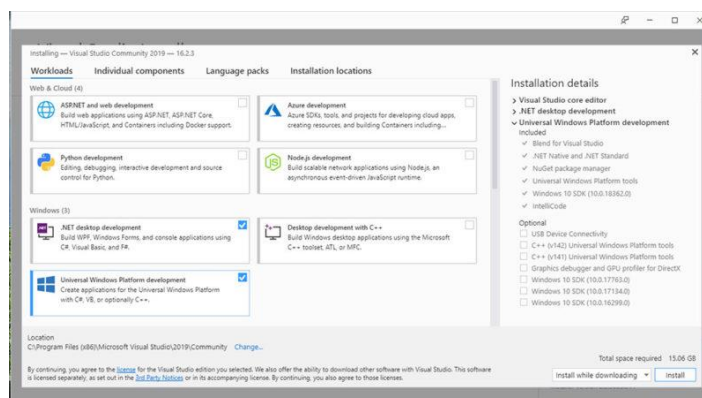 Installing — Visual Studio Community 2019 — 16.2.3
Workloads
Individual components
Language packs
Installation locations
Web & Cloud (4)
ASP.NET and web development
Build web applications using ASP.NET, ASP.NET Core,
HTML/JavaScript, and Containers including Docker support.
Azure development
Azure SDKs, tools, and projects for developing cloud apps,
creating resources, and building Containers including...
Python development
Editing, debugging, interactive development and source
control for Python.
Node.js development
Build scalable network applications using Node.js, an
asynchronous event-driven JavaScript runtime.
Windows (3)
.NET desktop development
Build WPF, Windows Forms, and console applications using
C#, Visual Basic, and F#.
Desktop development with C++
Build Windows desktop applications using the Microsoft
C++ toolset, ATL, or MFC.
Universal Windows Platform development
Create applications for the Universal Windows Platform
with C#, VB, or optionally C++.
Location
C:\Program Files (x86)\Microsoft Visual Studio\2019\Community
Change...
By continuing, you agree to the license for the Visual Studio edition you selected. We also offer the ability to download other software with Visual Studio. This software
is licensed separately, as set out in the 3rd Party Notices or in its accompanying license. By continuing, you also agree to those licenses.
Installation details
Visual Studio core editor
.NET desktop development
Universal Windows Platform development
Included
Blend for Visual Studio
.NET Native and .NET Standard
NuGet package manager
Universal Windows Platform tools
Windows 10 SDK (10.0.18362.0)
IntelliCode
Optional
USB Device Connectivity
C++ (v142) Universal Windows Platform tools
C++ (v141) Universal Windows Platform tools
Graphics debugger and GPU profiler for DirectX
Windows 10 SDK (10.0.17763.0)
Windows 10 SDK (10.0.17134.0)
Windows 10 SDK (10.0.16299.0)
Total space required 15.06 GB
Install while downloading
Install